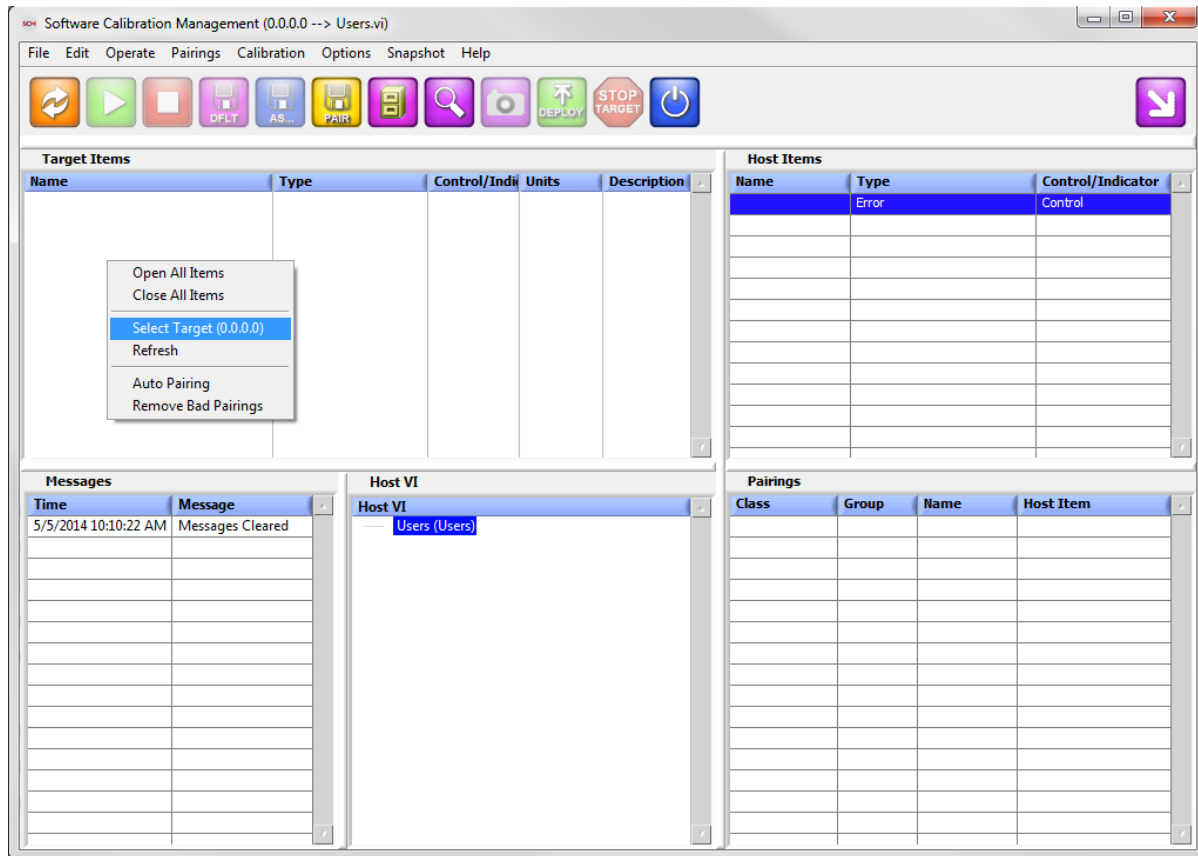 SCM Software Calibration Management (0.0.0.0 --> Users.vi)
File Edit Operate Pairings Calibration Options Snapshot Help
DFLT AS... PAIR DEPLOY STOP TARGET
Target Items
Name Type Control/Indi Units Description
Open All Items
Close All Items
Select Target (0.0.0.0)
Refresh
Auto Pairing
Remove Bad Pairings
Host Items
Name Type Control/Indicator
Error Control
Messages
Time Message
5/5/2014 10:10:22 AM Messages Cleared
Host VI
Host VI
Users (Users)
Pairings
Class Group Name Host Item